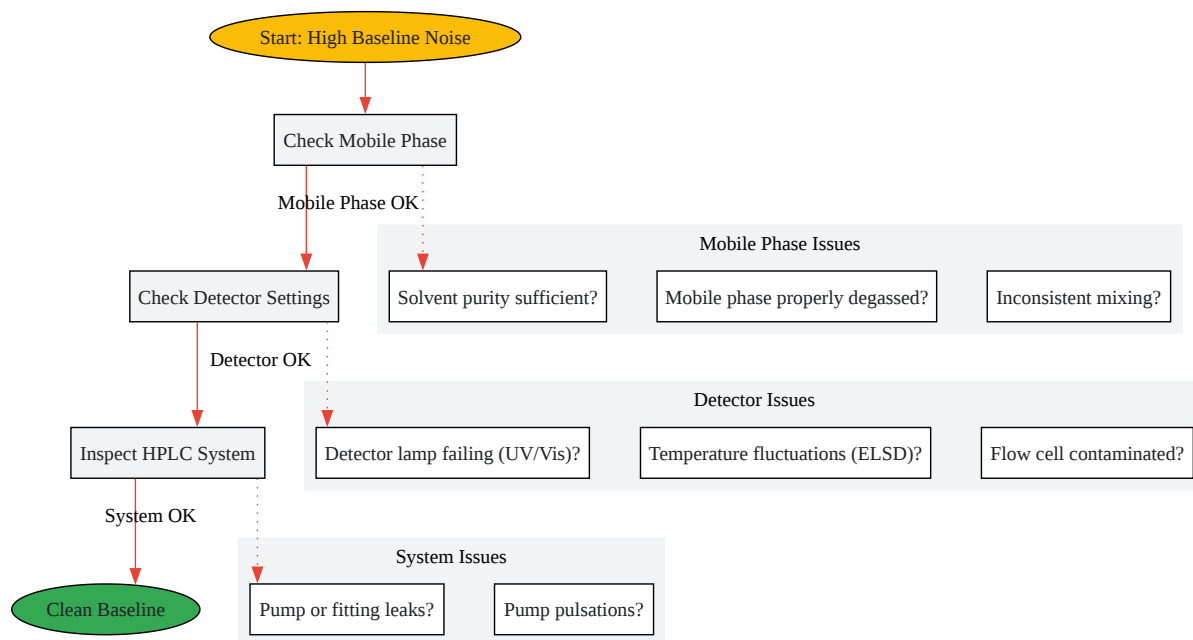 Start: High Baseline Noise
Check Mobile Phase
Mobile Phase OK
Mobile Phase Issues
Check Detector Settings
Solvent purity sufficient?
Mobile phase properly degassed?
Inconsistent mixing?
Detector OK
Detector Issues
Inspect HPLC System
Detector lamp failing (UV/Vis)?
Temperature fluctuations (ELSD)?
Flow cell contaminated?
System OK
System Issues
Clean Baseline
Pump or fitting leaks?
Pump pulsations?